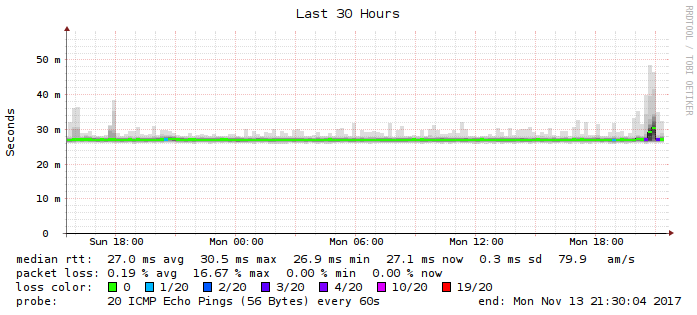 Last 30 Hours
RRDTOOL / TOBI OETIKER
Seconds
50 m
40 m
30 m
20 m
10 m
0
Sun 18:00 Mon 00:00 Mon 06:00 Mon 12:00 Mon 18:00
median rtt: 27.0 ms avg 30.5 ms max 26.9 ms min 27.1 ms now 0.3 ms sd 79.9 am/s
packet loss: 0.19 % avg 16.67 % max 0.00 % min 0.00 % now
loss color: 0 1/20 2/20 3/20 4/20 10/20 19/20
probe: 20 ICMP Echo Pings (56 Bytes) every 60s end: Mon Nov 13 21:30:04 2017